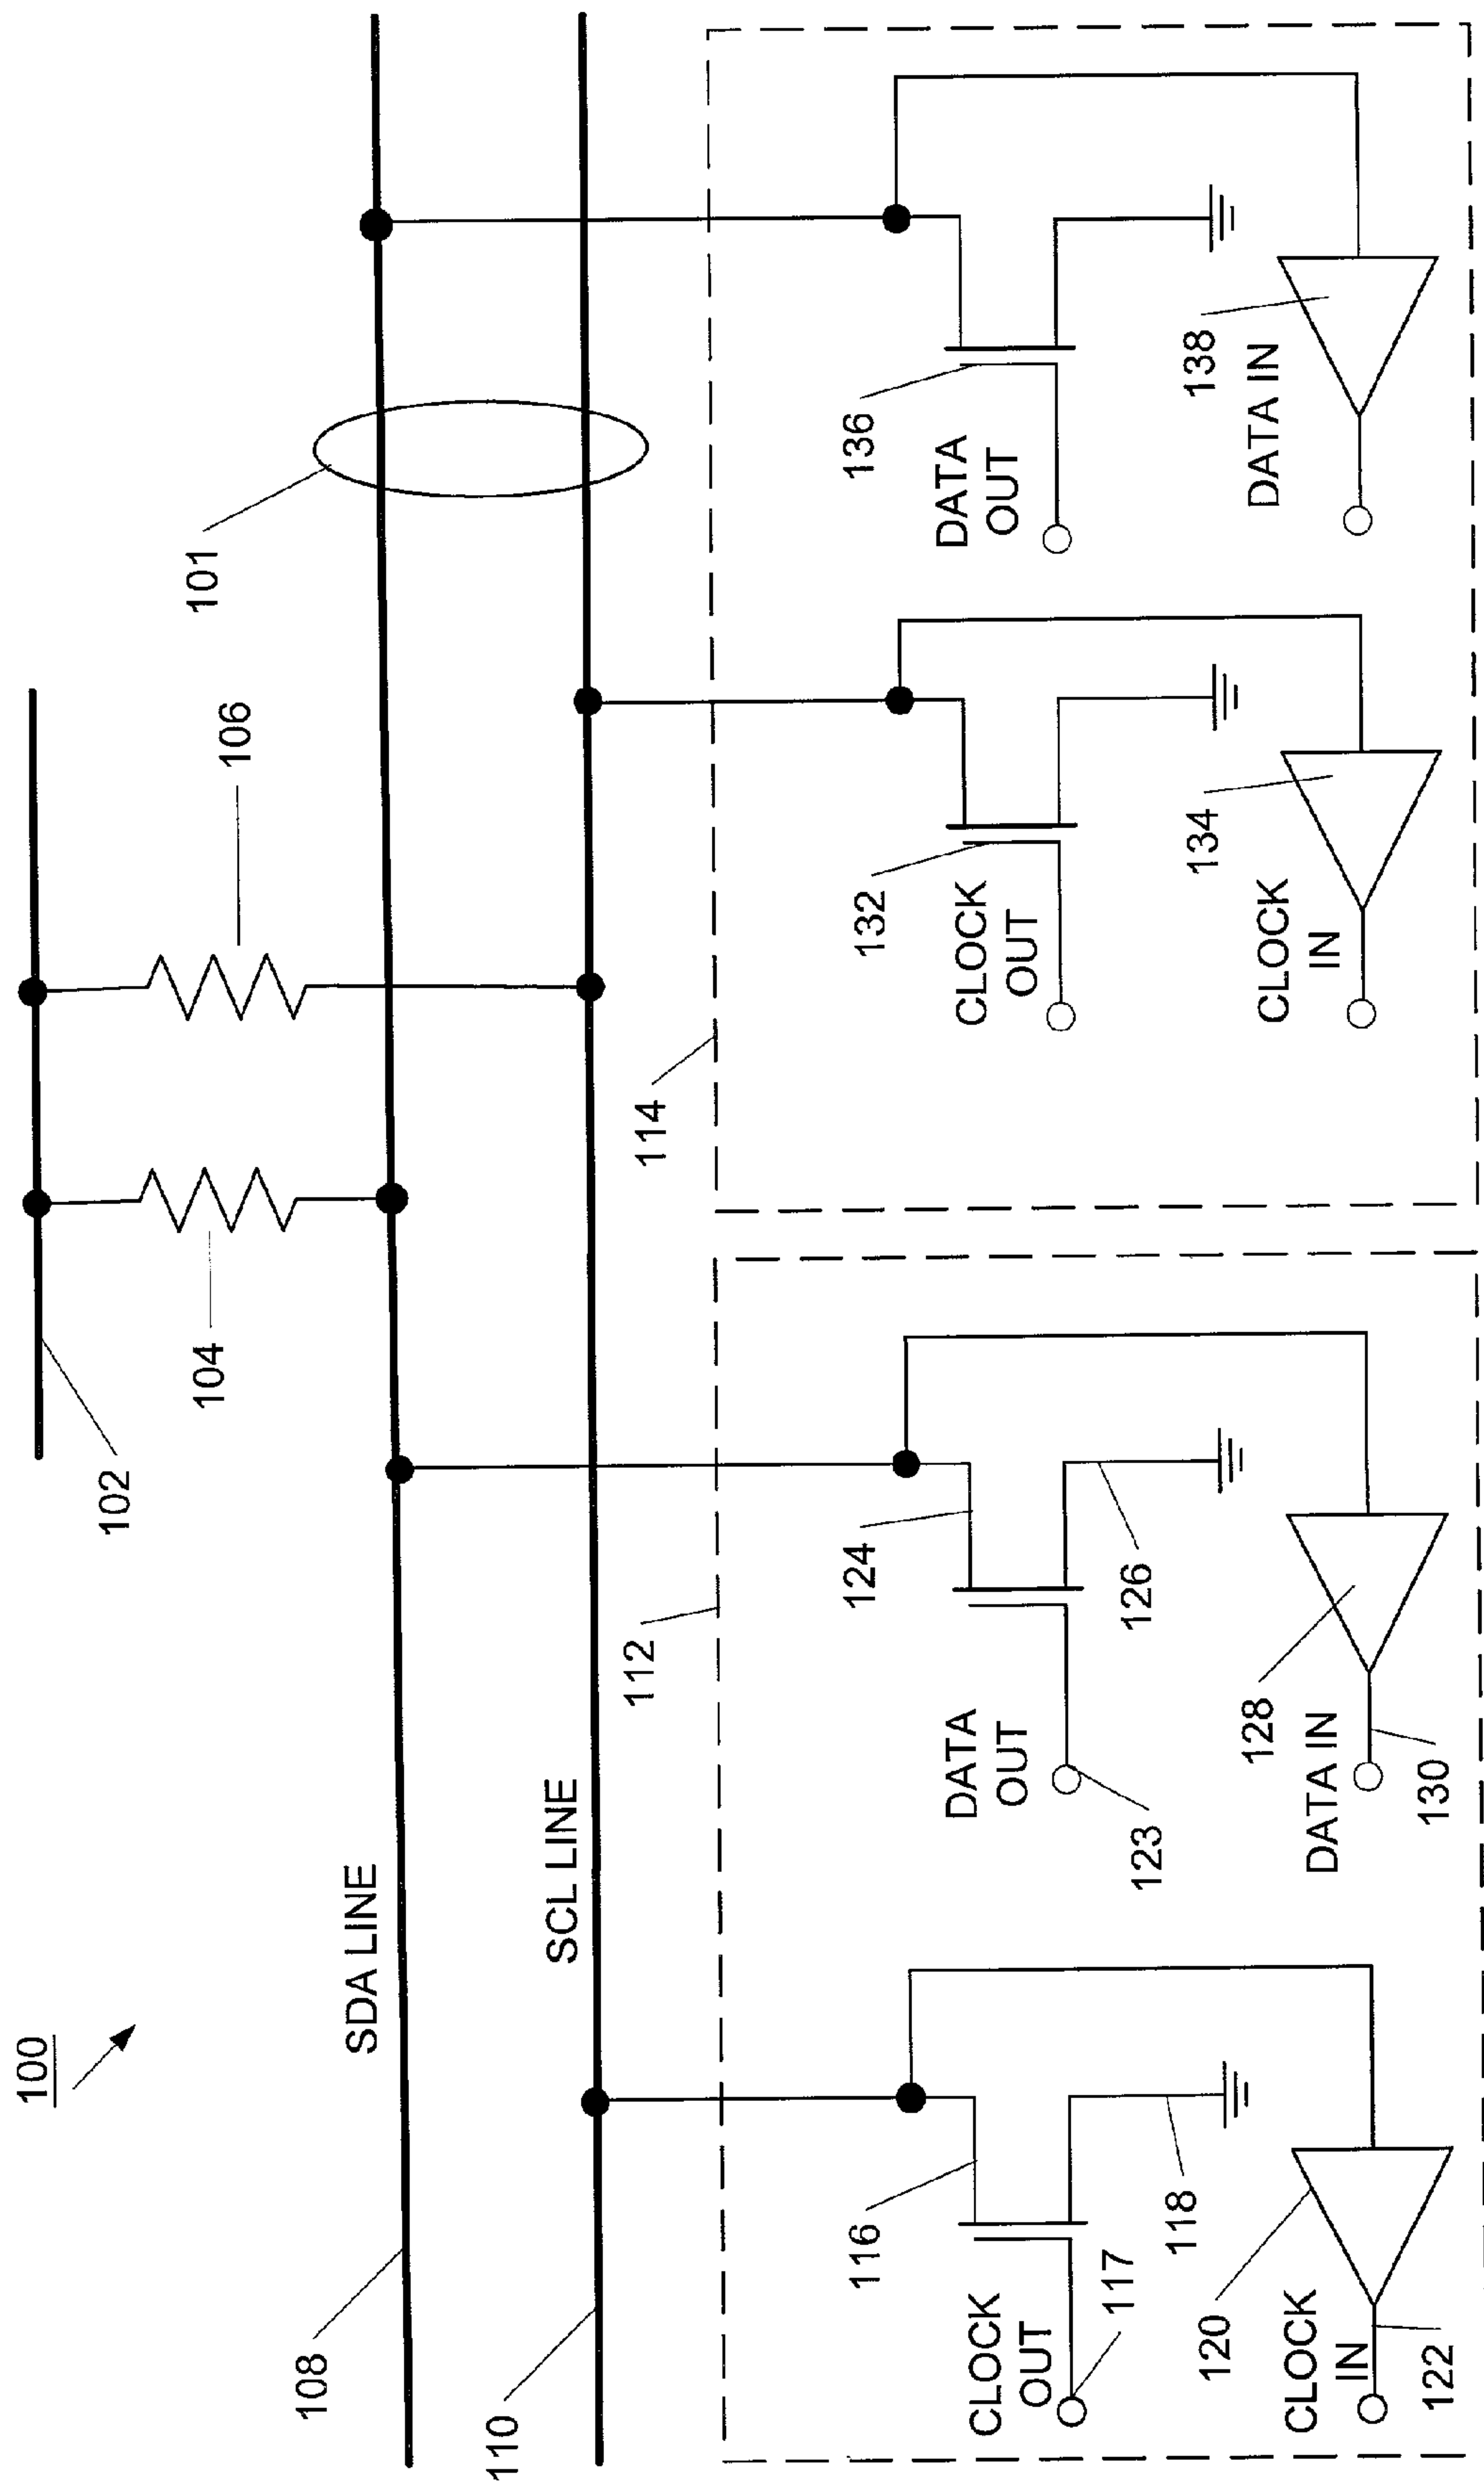 100
102
104
101
106
108
SDA LINE
110
SCL LINE
112
114
116
124
132
136
CLOCK
OUT
DATA
OUT
CLOCK
OUT
DATA
OUT
117
118
123
126
120
128
134
138
CLOCK
IN
DATA IN
CLOCK
IN
DATA IN
122
130